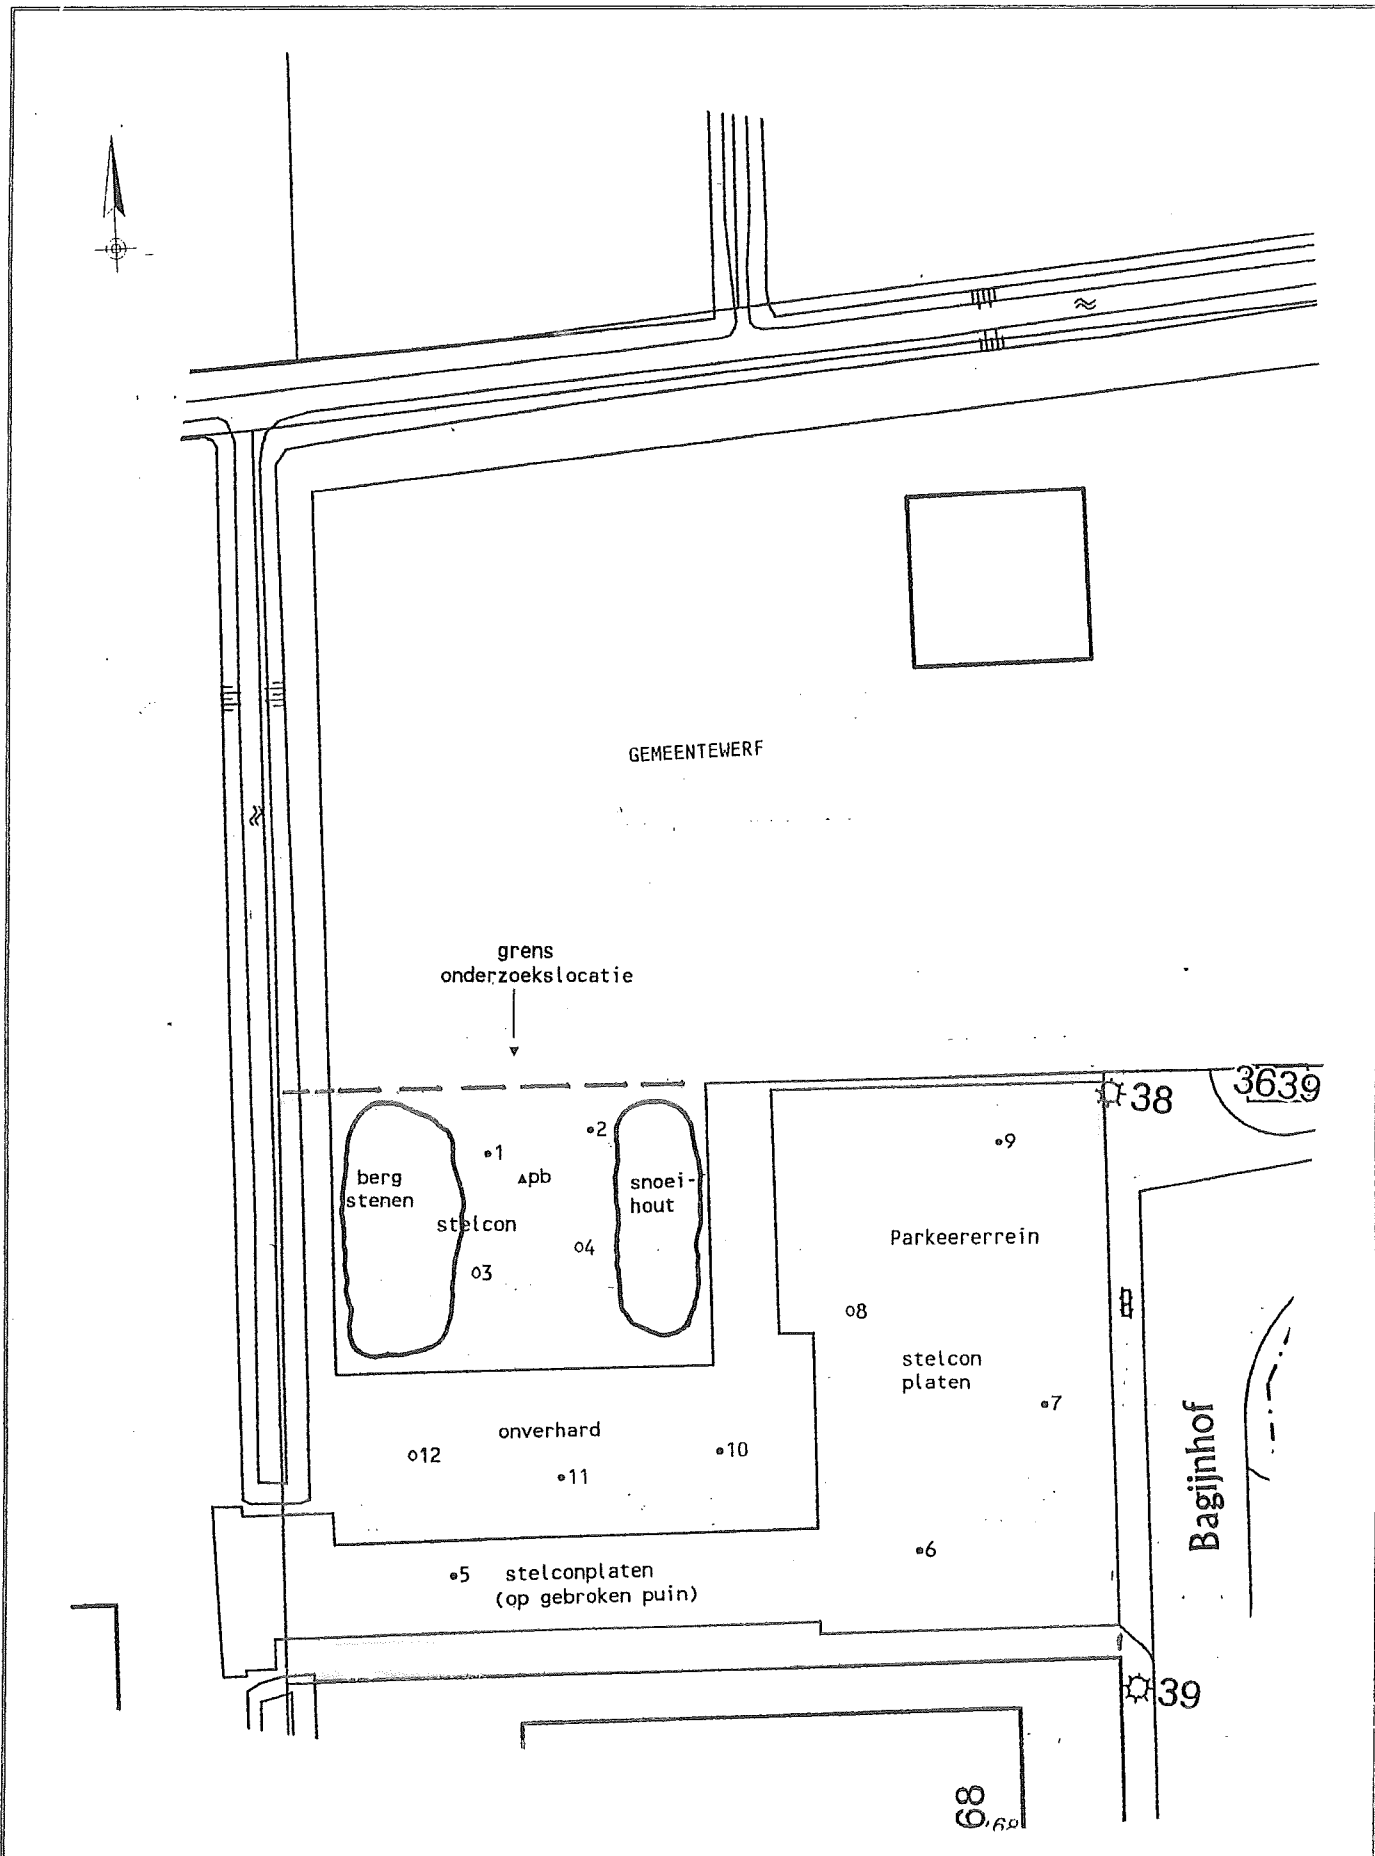 GEMEENTEWERF
grens
onderzoekslocatie
38
3639
2
1
9
pb
berg
stenen
snoei-
hout
stelcon
Parkeererrein
4
3
8
stelcon
platen
7
Bagijnhof
onverhard
12
10
11
6
5 stelconplaten
(op gebroken puin)
39
68